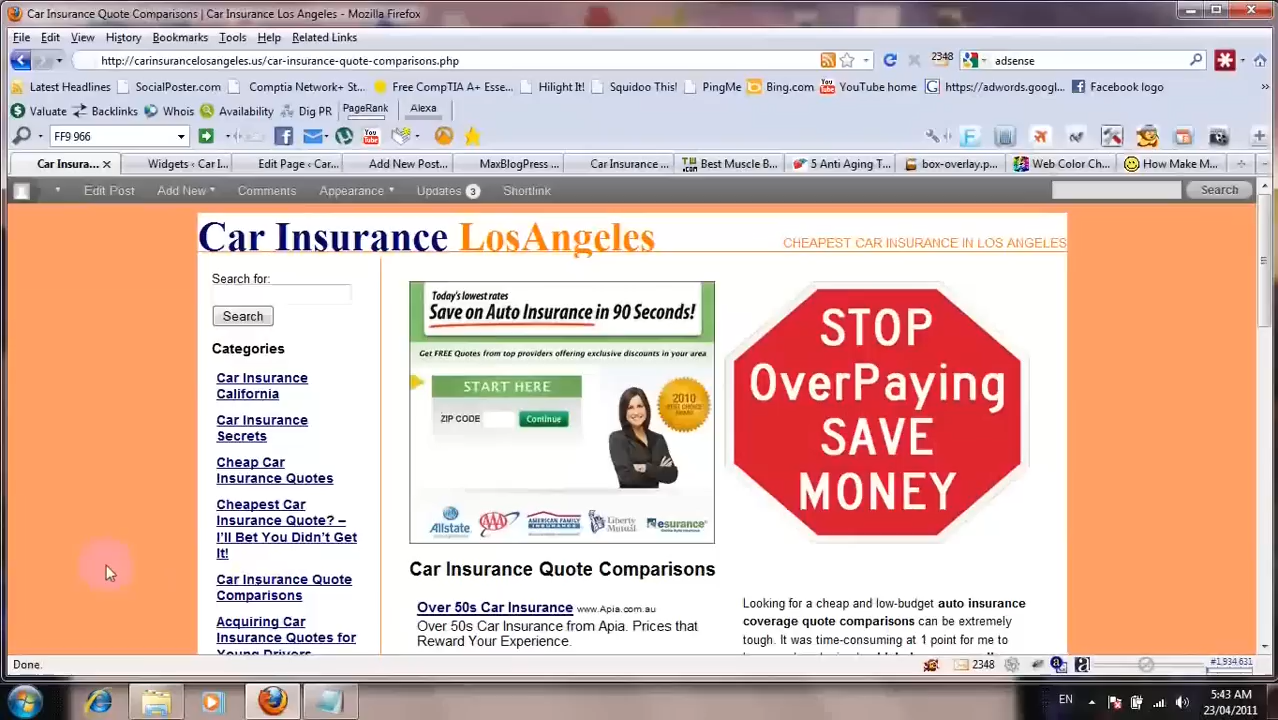 Car Insurance Quote Comparisons | Car Insurance Los Angeles - Mozilla Firefox
File Edit View History Bookmarks Tools Help Related Links
http://carinsurancelosangeles.us/car-insurance-quote-comparisons.php
2348
adsense
Latest Headlines SocialPoster.com Comptia Network+ St... Free CompTIA A+ Esse... Hilight It! Squidoo This! PingMe Bing.com YouTube home https://adwords.googl... Facebook logo
Valuate Backlinks Whois Availability Dig PR PageRank Alexa
FF9 966
Car Insura... Widgets ‹ Car I... Edit Page ‹ Car... Add New Post... MaxBlogPress ... Car Insurance ... Best Muscle B... 5 Anti Aging T... box-overlay.p... Web Color Ch... How Make M...
Edit Post Add New Comments Appearance Updates 3 Shortlink Search
Car Insurance LosAngeles
CHEAPEST CAR INSURANCE IN LOS ANGELES
Search for:
Search
Categories
Car Insurance
California
Car Insurance
Secrets
Cheap Car
Insurance Quotes
Cheapest Car
Insurance Quote? –
I'll Bet You Didn't Get
It!
Car Insurance Quote
Comparisons
Acquiring Car
Insurance Quotes for
Young Drivers
Today's lowest rates
Save on Auto Insurance in 90 Seconds!
Get FREE Quotes from top providers offering exclusive discounts in your area
START HERE
ZIP CODE Continue
2010
Allstate AAA AMERICAN FAMILY INSURANCE Liberty Mutual esurance
STOP
OverPaying
SAVE
MONEY
Car Insurance Quote Comparisons
Over 50s Car Insurance www.Apia.com.au
Over 50s Car Insurance from Apia. Prices that
Reward Your Experience.
Looking for a cheap and low-budget auto insurance
coverage quote comparisons can be extremely
tough. It was time-consuming at 1 point for me to
Done.
2348
#1,934,631
EN
5:43 AM
23/04/2011